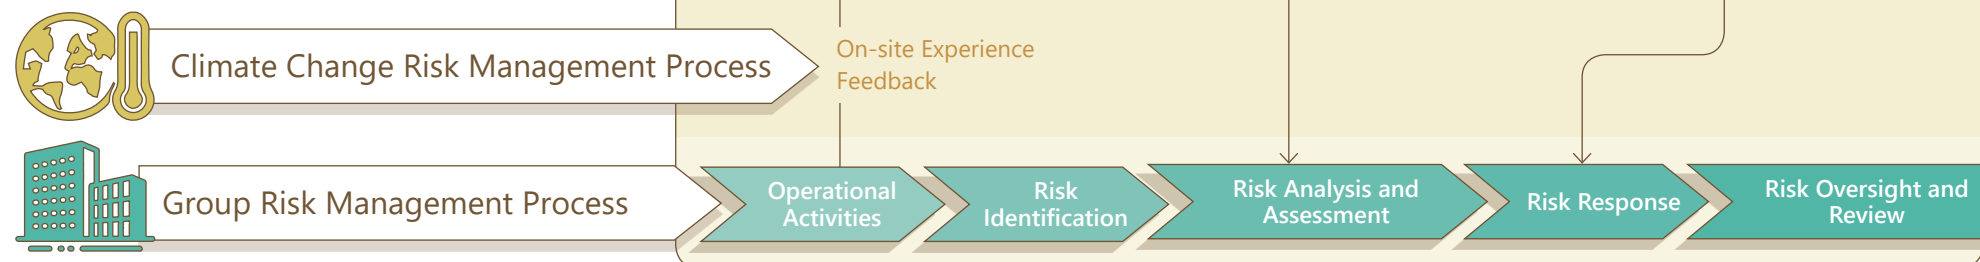 Climate Change Risk Management Process
On-site Experience
Feedback
Group Risk Management Process
Operational
Activities
Risk
Identification
Risk Analysis and
Assessment
Risk Response
Risk Oversight and
Review